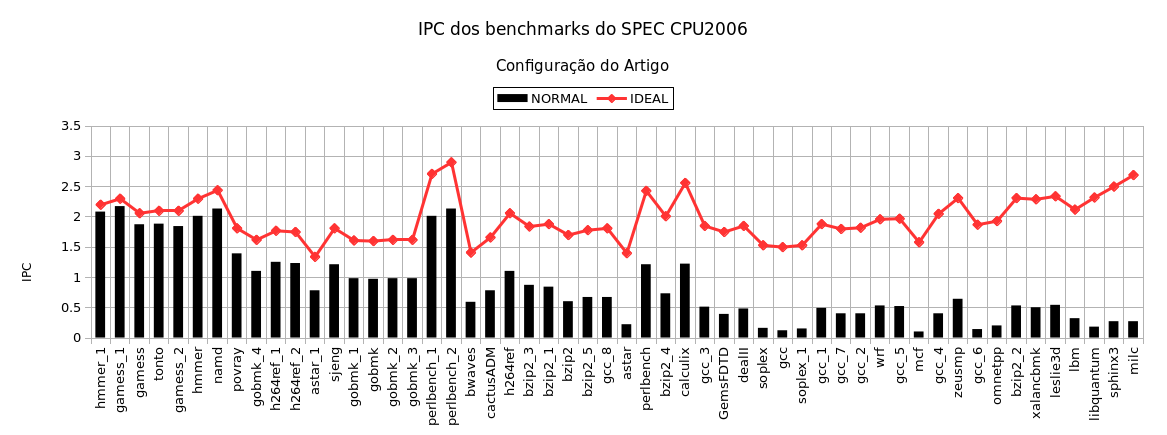 IPC dos benchmarks do SPEC CPU2006
Configuração do Artigo
NORMAL IDEAL
IPC
3.5
3
2.5
2
1.5
1
0.5
0
hmmer_1
gamess_1
gamess
tonto
gamess_2
hmmer
namd
povray
gobmk_4
h264ref_1
h264ref_2
astar_1
sjeng
gobmk_1
gobmk
gobmk_2
gobmk_3
perlbench_1
perlbench_2
bwaves
cactusADM
h264ref
bzip2_3
bzip2_1
bzip2
bzip2_5
gcc_8
astar
perlbench
bzip2_4
calculix
gcc_3
GemsFDTD
dealII
soplex
gcc
soplex_1
gcc_1
gcc_7
gcc_2
wrf
gcc_5
mcf
gcc_4
zeusmp
gcc_6
omnetpp
bzip2_2
xalancbmk
leslie3d
lbm
libquantum
sphinx3
milc